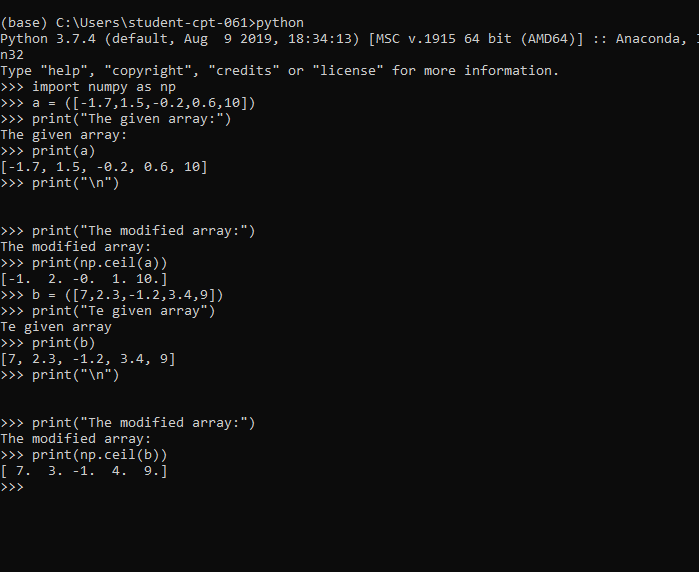 (base) C:\Users\student-cpt-061>python
Python 3.7.4 (default, Aug  9 2019, 18:34:13) [MSC v.1915 64 bit (AMD64)] :: Anaconda,
n32
Type "help", "copyright", "credits" or "license" for more information.
>>> import numpy as np
>>> a = ([-1.7,1.5,-0.2,0.6,10])
>>> print("The given array:")
The given array:
>>> print(a)
[-1.7, 1.5, -0.2, 0.6, 10]
>>> print("\n")
>>> print("The modified array:")
The modified array:
>>> print(np.ceil(a))
[-1.  2. -0.  1. 10.]
>>> b = ([7,2.3,-1.2,3.4,9])
>>> print("Te given array")
Te given array
>>> print(b)
[7, 2.3, -1.2, 3.4, 9]
>>> print("\n")
>>> print("The modified array:")
The modified array:
>>> print(np.ceil(b))
[ 7.  3. -1.  4.  9.]
>>>